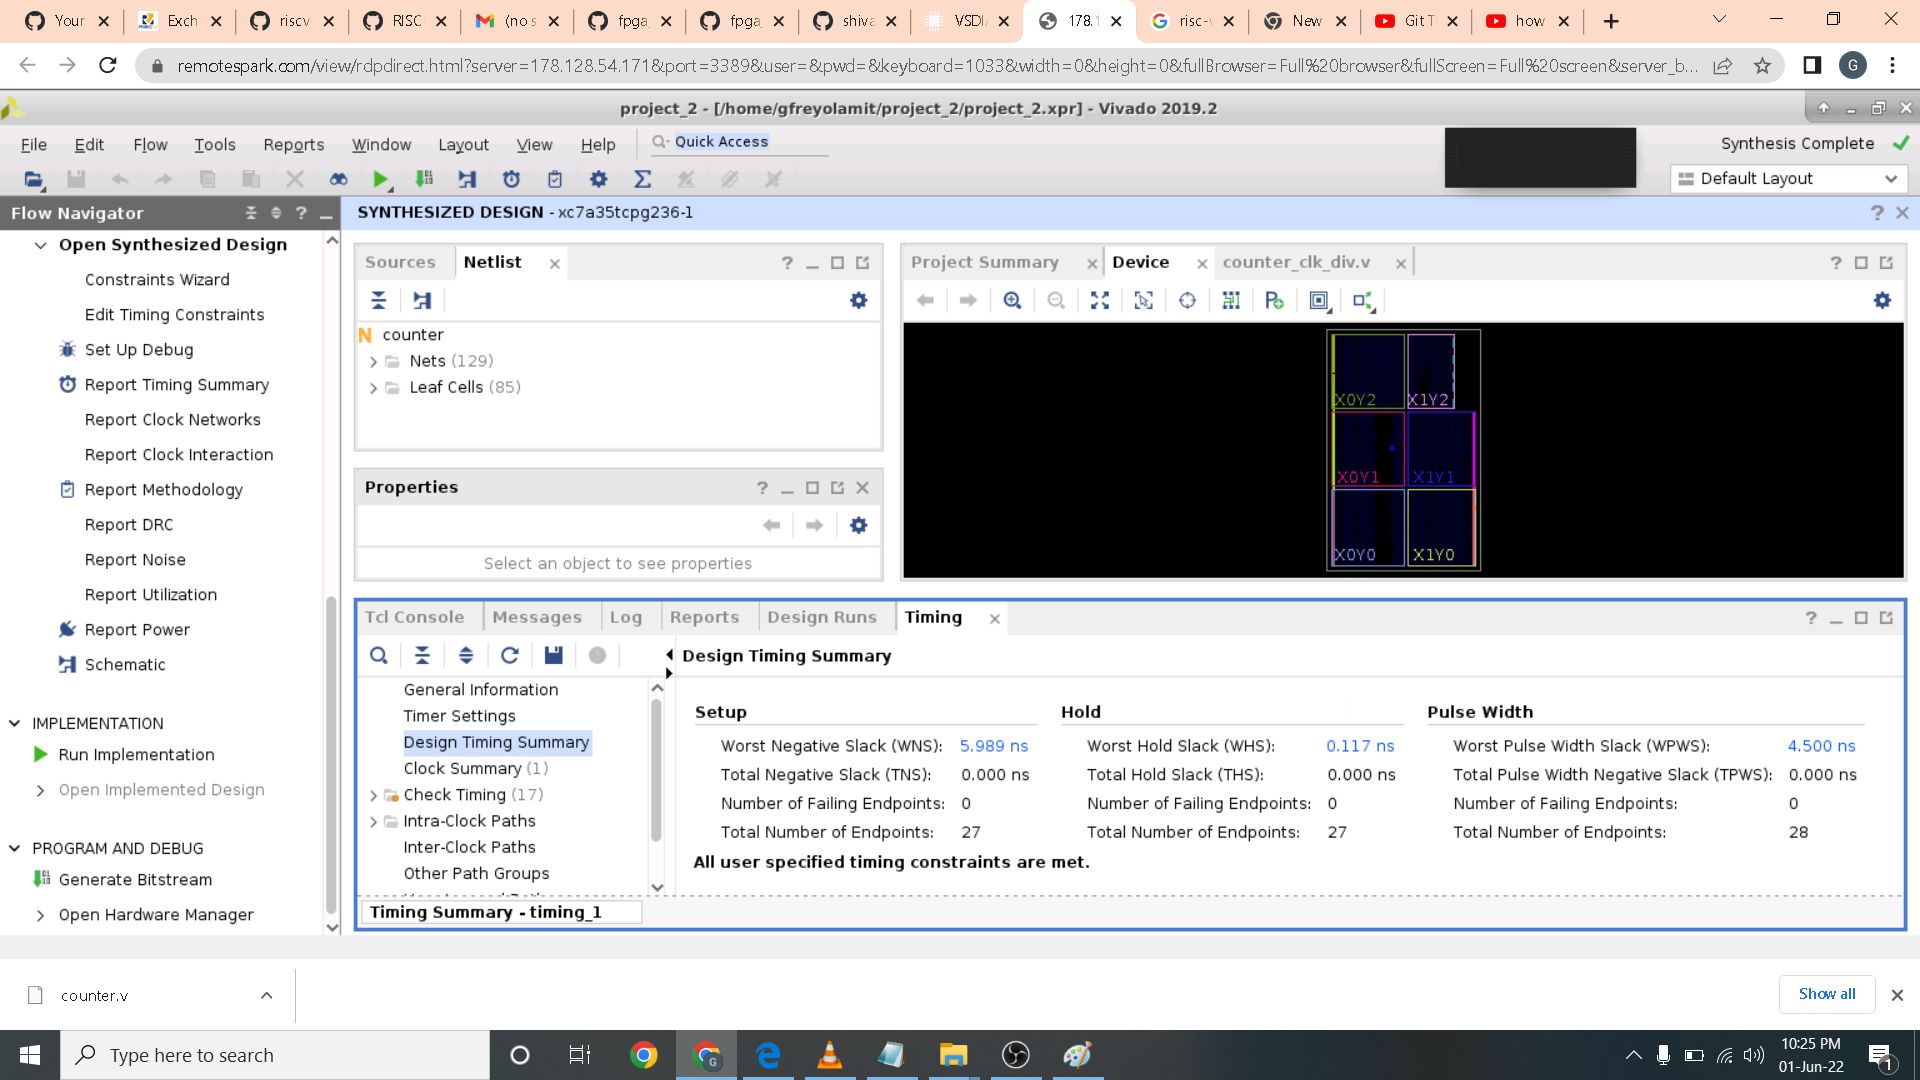 Your
Exch
riscv
RISC
(no s
fpga
fpga
shiva
VSDI
178.1
risc-v
New
Git T
how
remotespark.com/view/rdpdirect.html?server=178.128.54.171&port=3389&user=&pwd=&keyboard=1033&width=0&height=0&fullBrowser=Full%20browser&fullScreen=Full%20screen&server_b...
G
project_2 - [/home/gfreyolamit/project_2/project_2.xpr] - Vivado 2019.2
File Edit Flow Tools Reports Window Layout View Help Quick Access
Synthesis Complete
Default Layout
Flow Navigator
SYNTHESIZED DESIGN - xc7a35tcpg236-1
Open Synthesized Design
Constraints Wizard
Edit Timing Constraints
Set Up Debug
Report Timing Summary
Report Clock Networks
Report Clock Interaction
Report Methodology
Report DRC
Report Noise
Report Utilization
Report Power
Schematic
IMPLEMENTATION
Run Implementation
Open Implemented Design
PROGRAM AND DEBUG
Generate Bitstream
Open Hardware Manager
Sources Netlist
N counter
Nets (129)
Leaf Cells (85)
Properties
Select an object to see properties
Project Summary Device counter_clk_div.v
X0Y2 X1Y2
X0Y1 X1Y1
X0Y0 X1Y0
Tcl Console Messages Log Reports Design Runs Timing
Design Timing Summary
General Information
Timer Settings
Design Timing Summary
Clock Summary (1)
Check Timing (17)
Intra-Clock Paths
Inter-Clock Paths
Other Path Groups
Setup Hold Pulse Width
Worst Negative Slack (WNS): 5.989 ns Worst Hold Slack (WHS): 0.117 ns Worst Pulse Width Slack (WPWS): 4.500 ns
Total Negative Slack (TNS): 0.000 ns Total Hold Slack (THS): 0.000 ns Total Pulse Width Negative Slack (TPWS): 0.000 ns
Number of Failing Endpoints: 0 Number of Failing Endpoints: 0 Number of Failing Endpoints: 0
Total Number of Endpoints: 27 Total Number of Endpoints: 27 Total Number of Endpoints: 28
All user specified timing constraints are met.
Timing Summary - timing_1
counter.v
Show all
Type here to search
G
10:25 PM
01-Jun-22
1